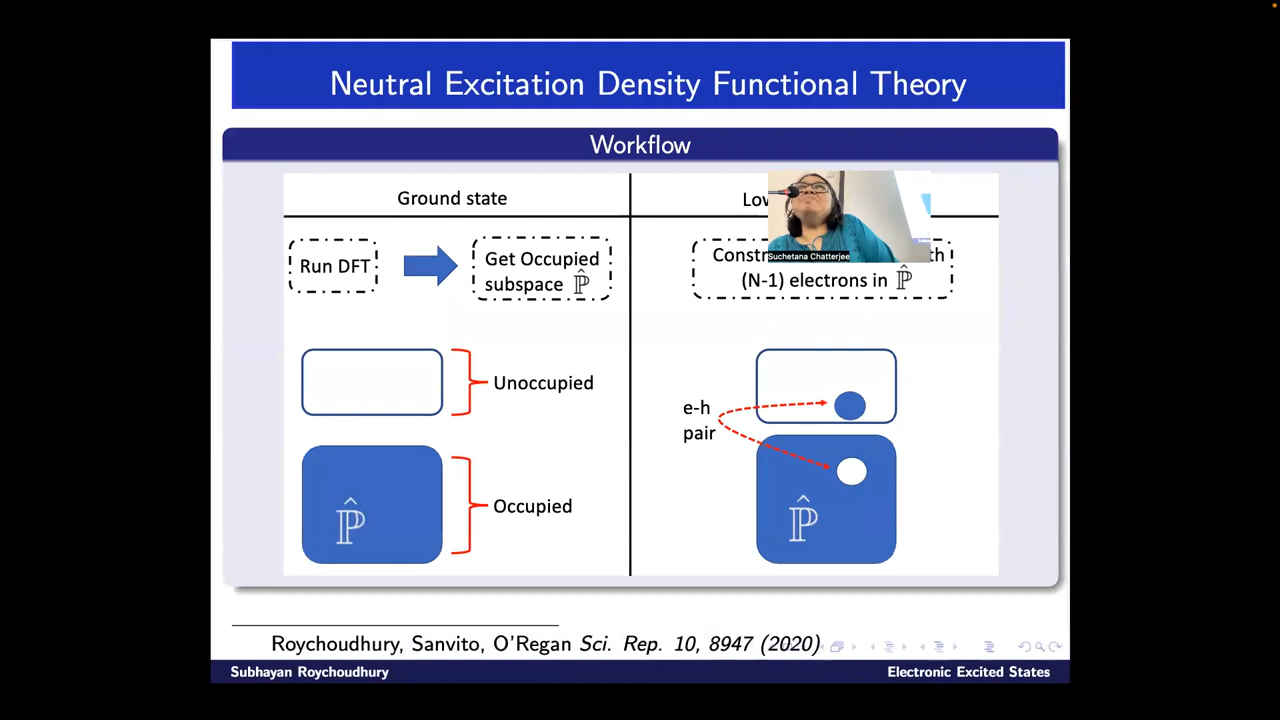 Neutral Excitation Density Functional Theory
Workflow
Ground state
Run DFT
Get Occupied
subspace ℙ̂
Unoccupied
Occupied
ℙ̂
Suchetana Chatterjee
(N-1) electrons in ℙ̂
e-h
pair
ℙ̂
Roychoudhury, Sanvito, O'Regan Sci. Rep. 10, 8947 (2020)
Subhayan Roychoudhury
Electronic Excited States